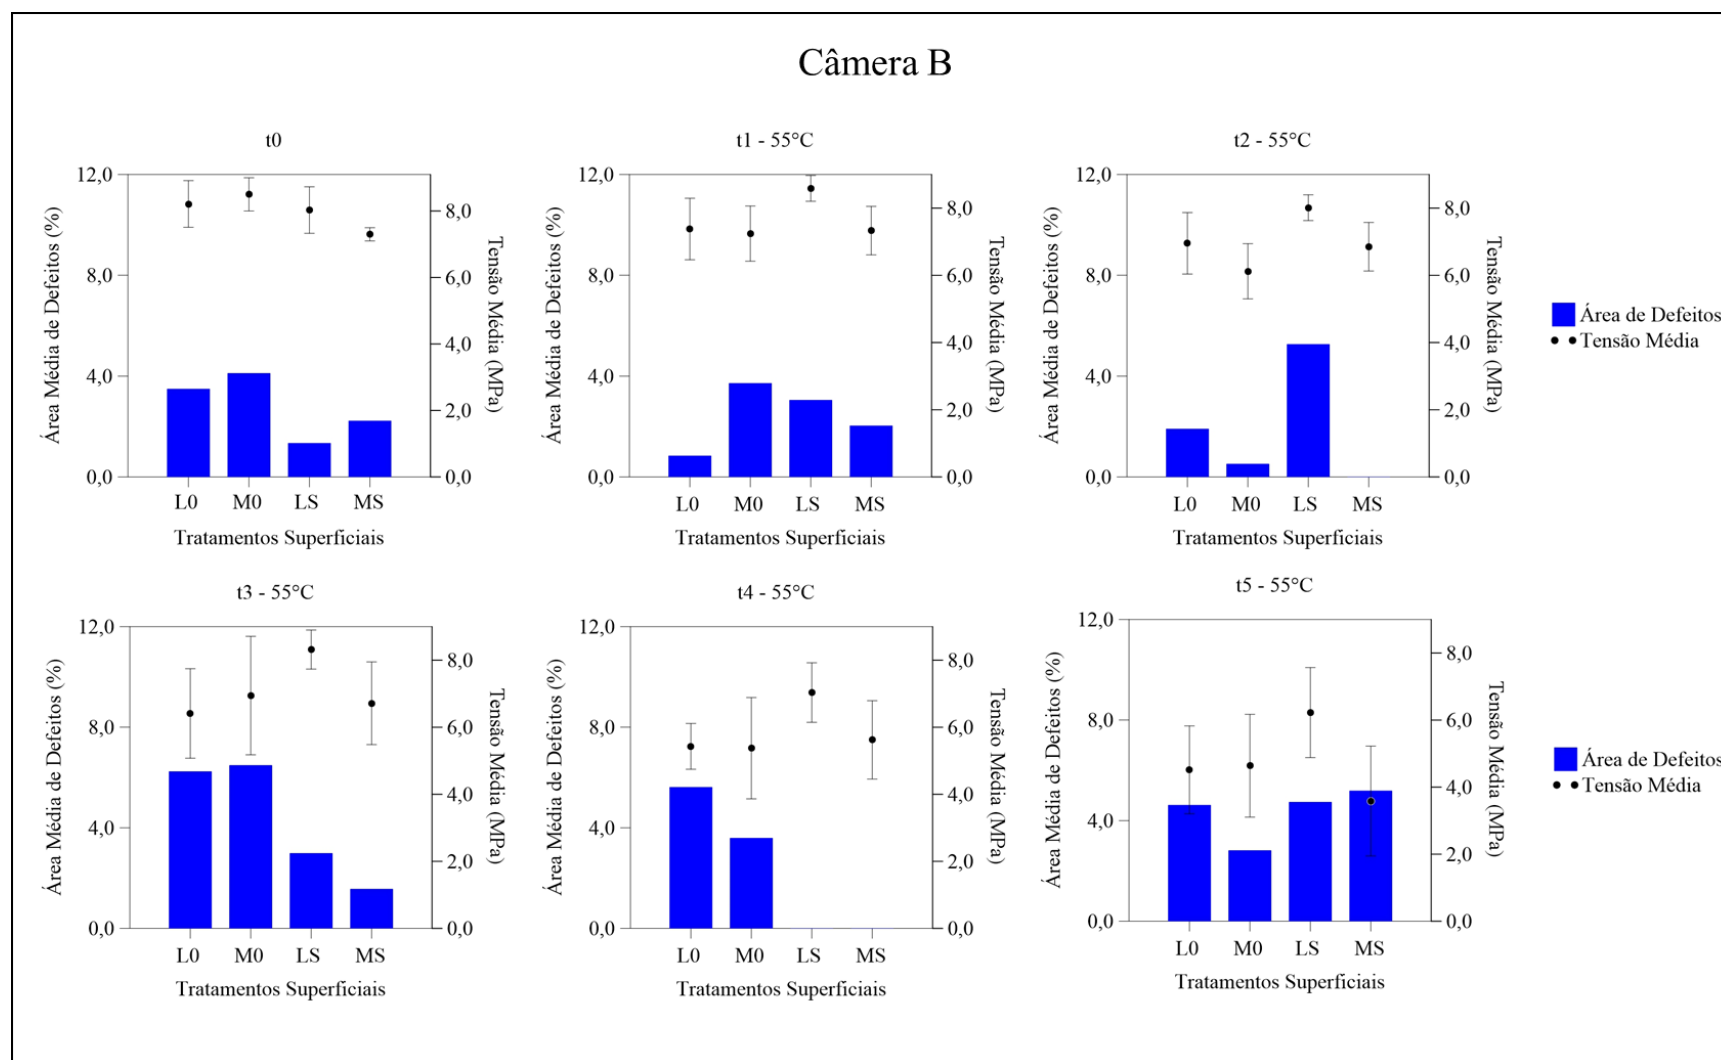 Câmera B
t0
12,0
8,0
4,0
0,0
8,0
6,0
4,0
2,0
0,0
Área Média de Defeitos (%)
Tensão Média (MPa)
L0 M0 LS MS
Tratamentos Superficiais
t1 - 55°C
12,0
8,0
4,0
0,0
8,0
6,0
4,0
2,0
0,0
Área Média de Defeitos (%)
Tensão Média (MPa)
L0 M0 LS MS
Tratamentos Superficiais
t2 - 55°C
12,0
8,0
4,0
0,0
8,0
6,0
4,0
2,0
0,0
Área Média de Defeitos (%)
Tensão Média (MPa)
L0 M0 LS MS
Tratamentos Superficiais
Área de Defeitos
Tensão Média
t3 - 55°C
12,0
8,0
4,0
0,0
8,0
6,0
4,0
2,0
0,0
Área Média de Defeitos (%)
Tensão Média (MPa)
L0 M0 LS MS
Tratamentos Superficiais
t4 - 55°C
12,0
8,0
4,0
0,0
8,0
6,0
4,0
2,0
0,0
Área Média de Defeitos (%)
Tensão Média (MPa)
L0 M0 LS MS
Tratamentos Superficiais
t5 - 55°C
12,0
8,0
4,0
0,0
8,0
6,0
4,0
2,0
0,0
Área Média de Defeitos (%)
Tensão Média (MPa)
L0 M0 LS MS
Tratamentos Superficiais
Área de Defeitos
Tensão Média